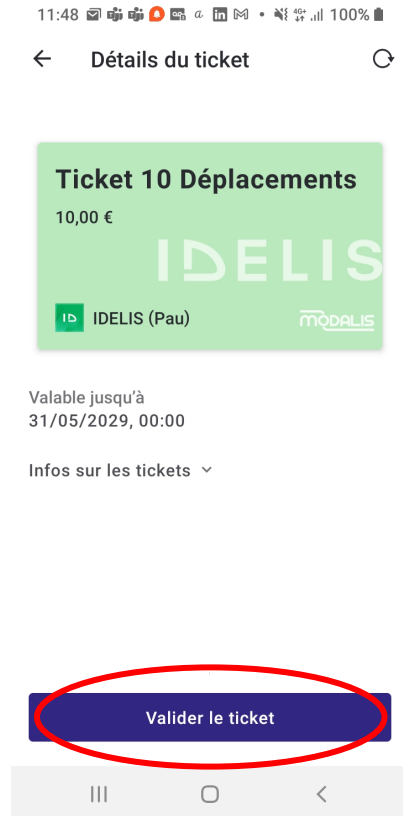 11:48 100%
Détails du ticket
Ticket 10 Déplacements
10,00 €
IDELIS
ID IDELIS (Pau) MODALIS
Valable jusqu'à
31/05/2029, 00:00
Infos sur les tickets
Valider le ticket